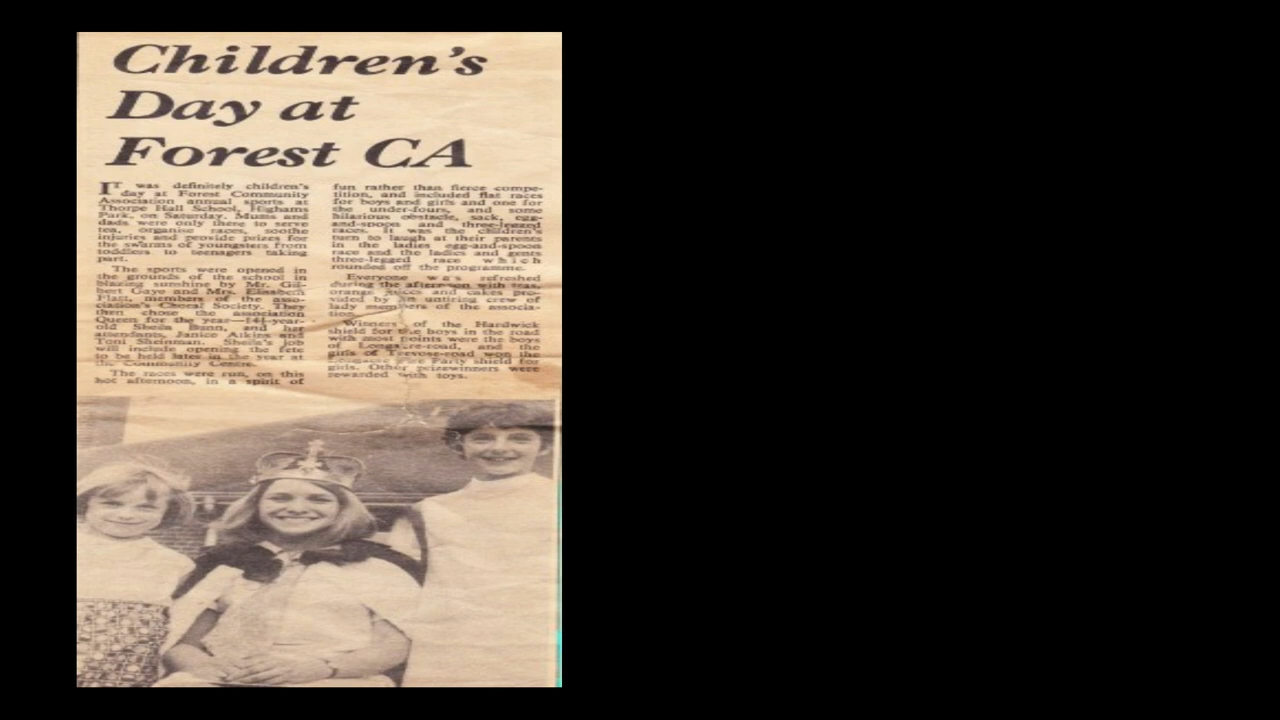 Children's
Day at
Forest CA
IT was definitely children's
day at Forest Community
Association annual sports at
Thorpe Hall School, Highams
Park, on Saturday. Mums and
dads were only there to serve
tea, organise races, soothe
injuries and provide prizes for
the swarms of youngsters from
toddlers to teenagers taking
part.
The sports were opened in
the grounds of the school in
blazing sunshine by Mr. Gil-
bert Gaye and Mrs. Elizabeth
Flatt, members of the asso-
ciation's Choral Society. They
then chose the association
Queen for the year—14½-year-
old Sheila Bunn, and her
attendants, Janice Atkins and
Toni Sheinman. Sheila's job
will include opening the fete
to be held later in the year at
the Community Centre.
The races were run, on this
hot afternoon, in a spirit of
fun rather than fierce compe-
tition, and included flat races
for boys and girls and one for
the under-fours, and some
hilarious obstacle, sack, egg-
and-spoon and three-legged
races. It was the children's
turn to laugh at their parents
in the ladies egg-and-spoon
race and the ladies and gents
three-legged race which
rounded off the programme.
Everyone was refreshed
during the afternoon with teas,
orange juices and cakes pro-
vided by an untiring crew of
lady members of the associa-
tion.
Winners of the Hardwick
shield for the boys in the road
with most points were the boys
of road, and the
girls of Trevose-road won the
Party shield for
girls. Other prizewinners were
rewarded with toys.